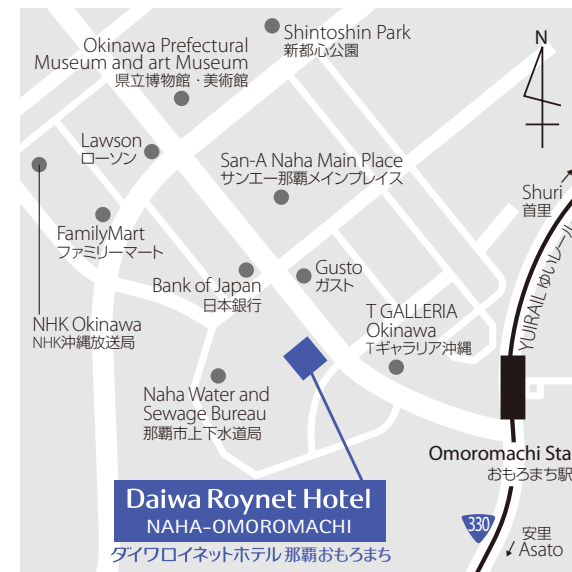 Shintoshin Park
新都心公園
Okinawa Prefectural
Museum and art Museum
県立博物館・美術館
N
Lawson
ローソン
San-A Naha Main Place
サンエー那覇メインプレイス
Shuri
首里
FamilyMart
ファミリーマート
YUIRAIL ゆいレール
Bank of Japan
日本銀行
Gusto
ガスト
T GALLERIA
Okinawa
Tギャラリア沖縄
NHK Okinawa
NHK沖縄放送局
Naha Water and
Sewage Bureau
那覇市上下水道局
Omoromachi Sta
おもろまち駅
Daiwa Roynet Hotel
NAHA-OMOROMACHI
ダイワロイネットホテル那覇おもろまち
330
安里
Asato